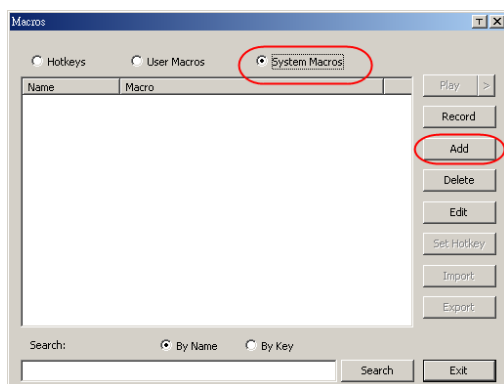 Macros
Hotkeys User Macros System Macros
Name Macro
Play >
Record
Add
Delete
Edit
Set Hotkey
Import
Export
Search: By Name By Key
Search Exit